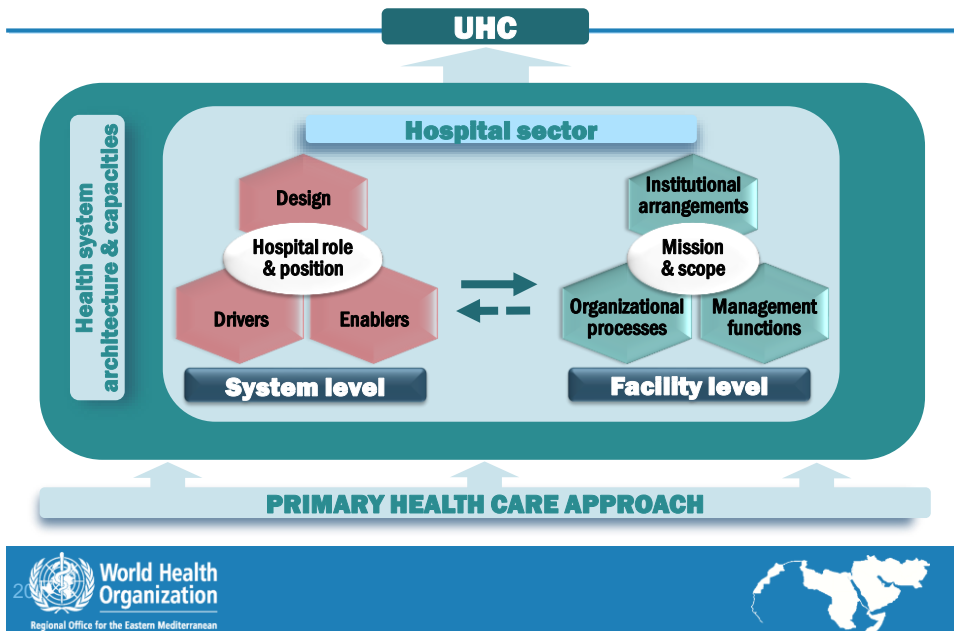 UHC
Health system
architecture & capacities
Hospital sector
Design
Hospital role
& position
Drivers
Enablers
System level
Institutional
arrangements
Mission
& scope
Organizational
processes
Management
functions
Facility level
PRIMARY HEALTH CARE APPROACH
World Health
Organization
Regional Office for the Eastern Mediterranean